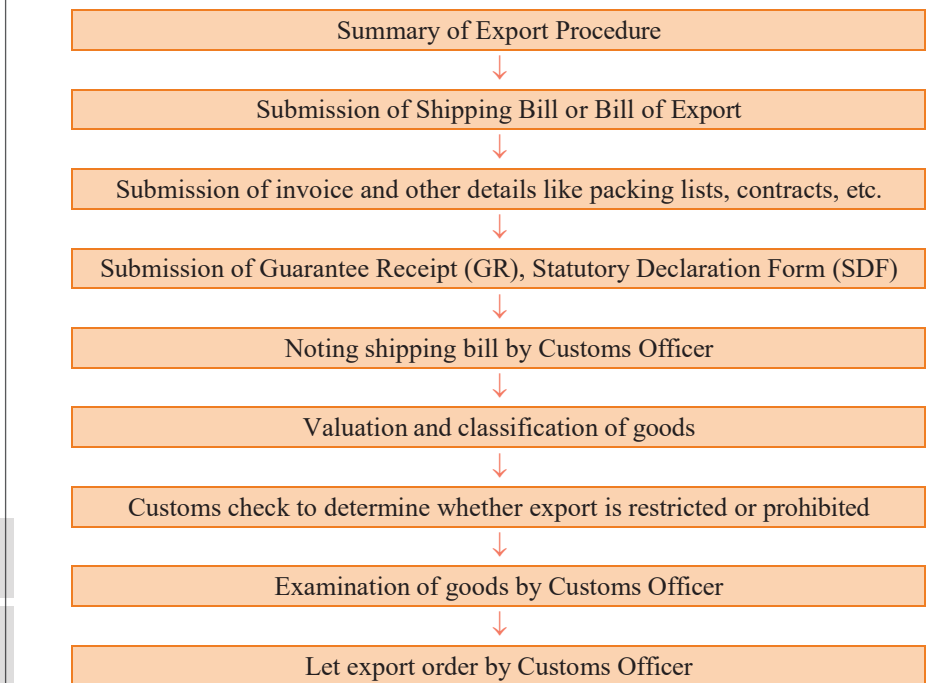 Summary of Export Procedure
↓
Submission of Shipping Bill or Bill of Export
↓
Submission of invoice and other details like packing lists, contracts, etc.
↓
Submission of Guarantee Receipt (GR), Statutory Declaration Form (SDF)
↓
Noting shipping bill by Customs Officer
↓
Valuation and classification of goods
↓
Customs check to determine whether export is restricted or prohibited
↓
Examination of goods by Customs Officer
↓
Let export order by Customs Officer